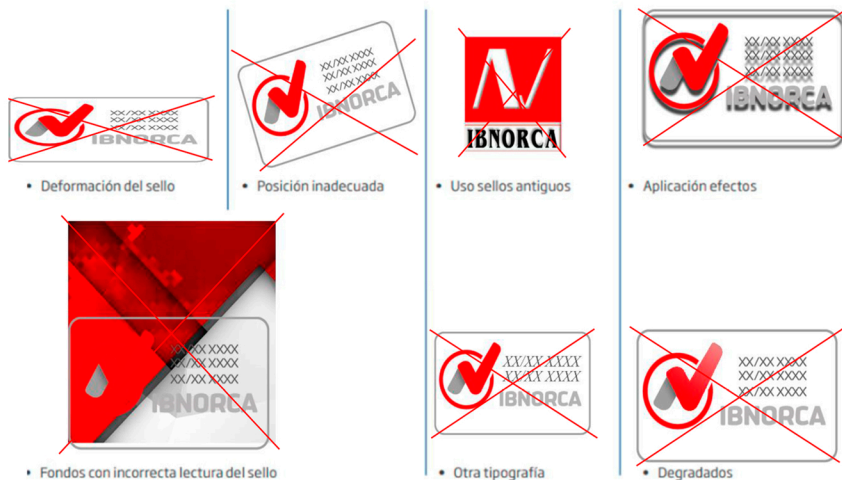 XX/XX XXXX
XX/XX XXXX
XX/XX XXXX
IBNORCA
• Deformación del sello
XX/XX XXXX
XX/XX XXXX
XX/XX XXXX
IBNORCA
• Posición inadecuada
IBNORCA
• Uso sellos antiguos
XX/XX XXXX
XX/XX XXXX
XX/XX XXXX
IBNORCA
• Aplicación efectos
XX/XX XXXX
XX/XX XXXX
XX/XX XXXX
IBNORCA
• Fondos con incorrecta lectura del sello
XX/XX XXXX
XX/XX XXXX
IBNORCA
• Otra tipografía
XX/XX XXXX
XX/XX XXXX
XX/XX XXXX
IBNORCA
• Degradados